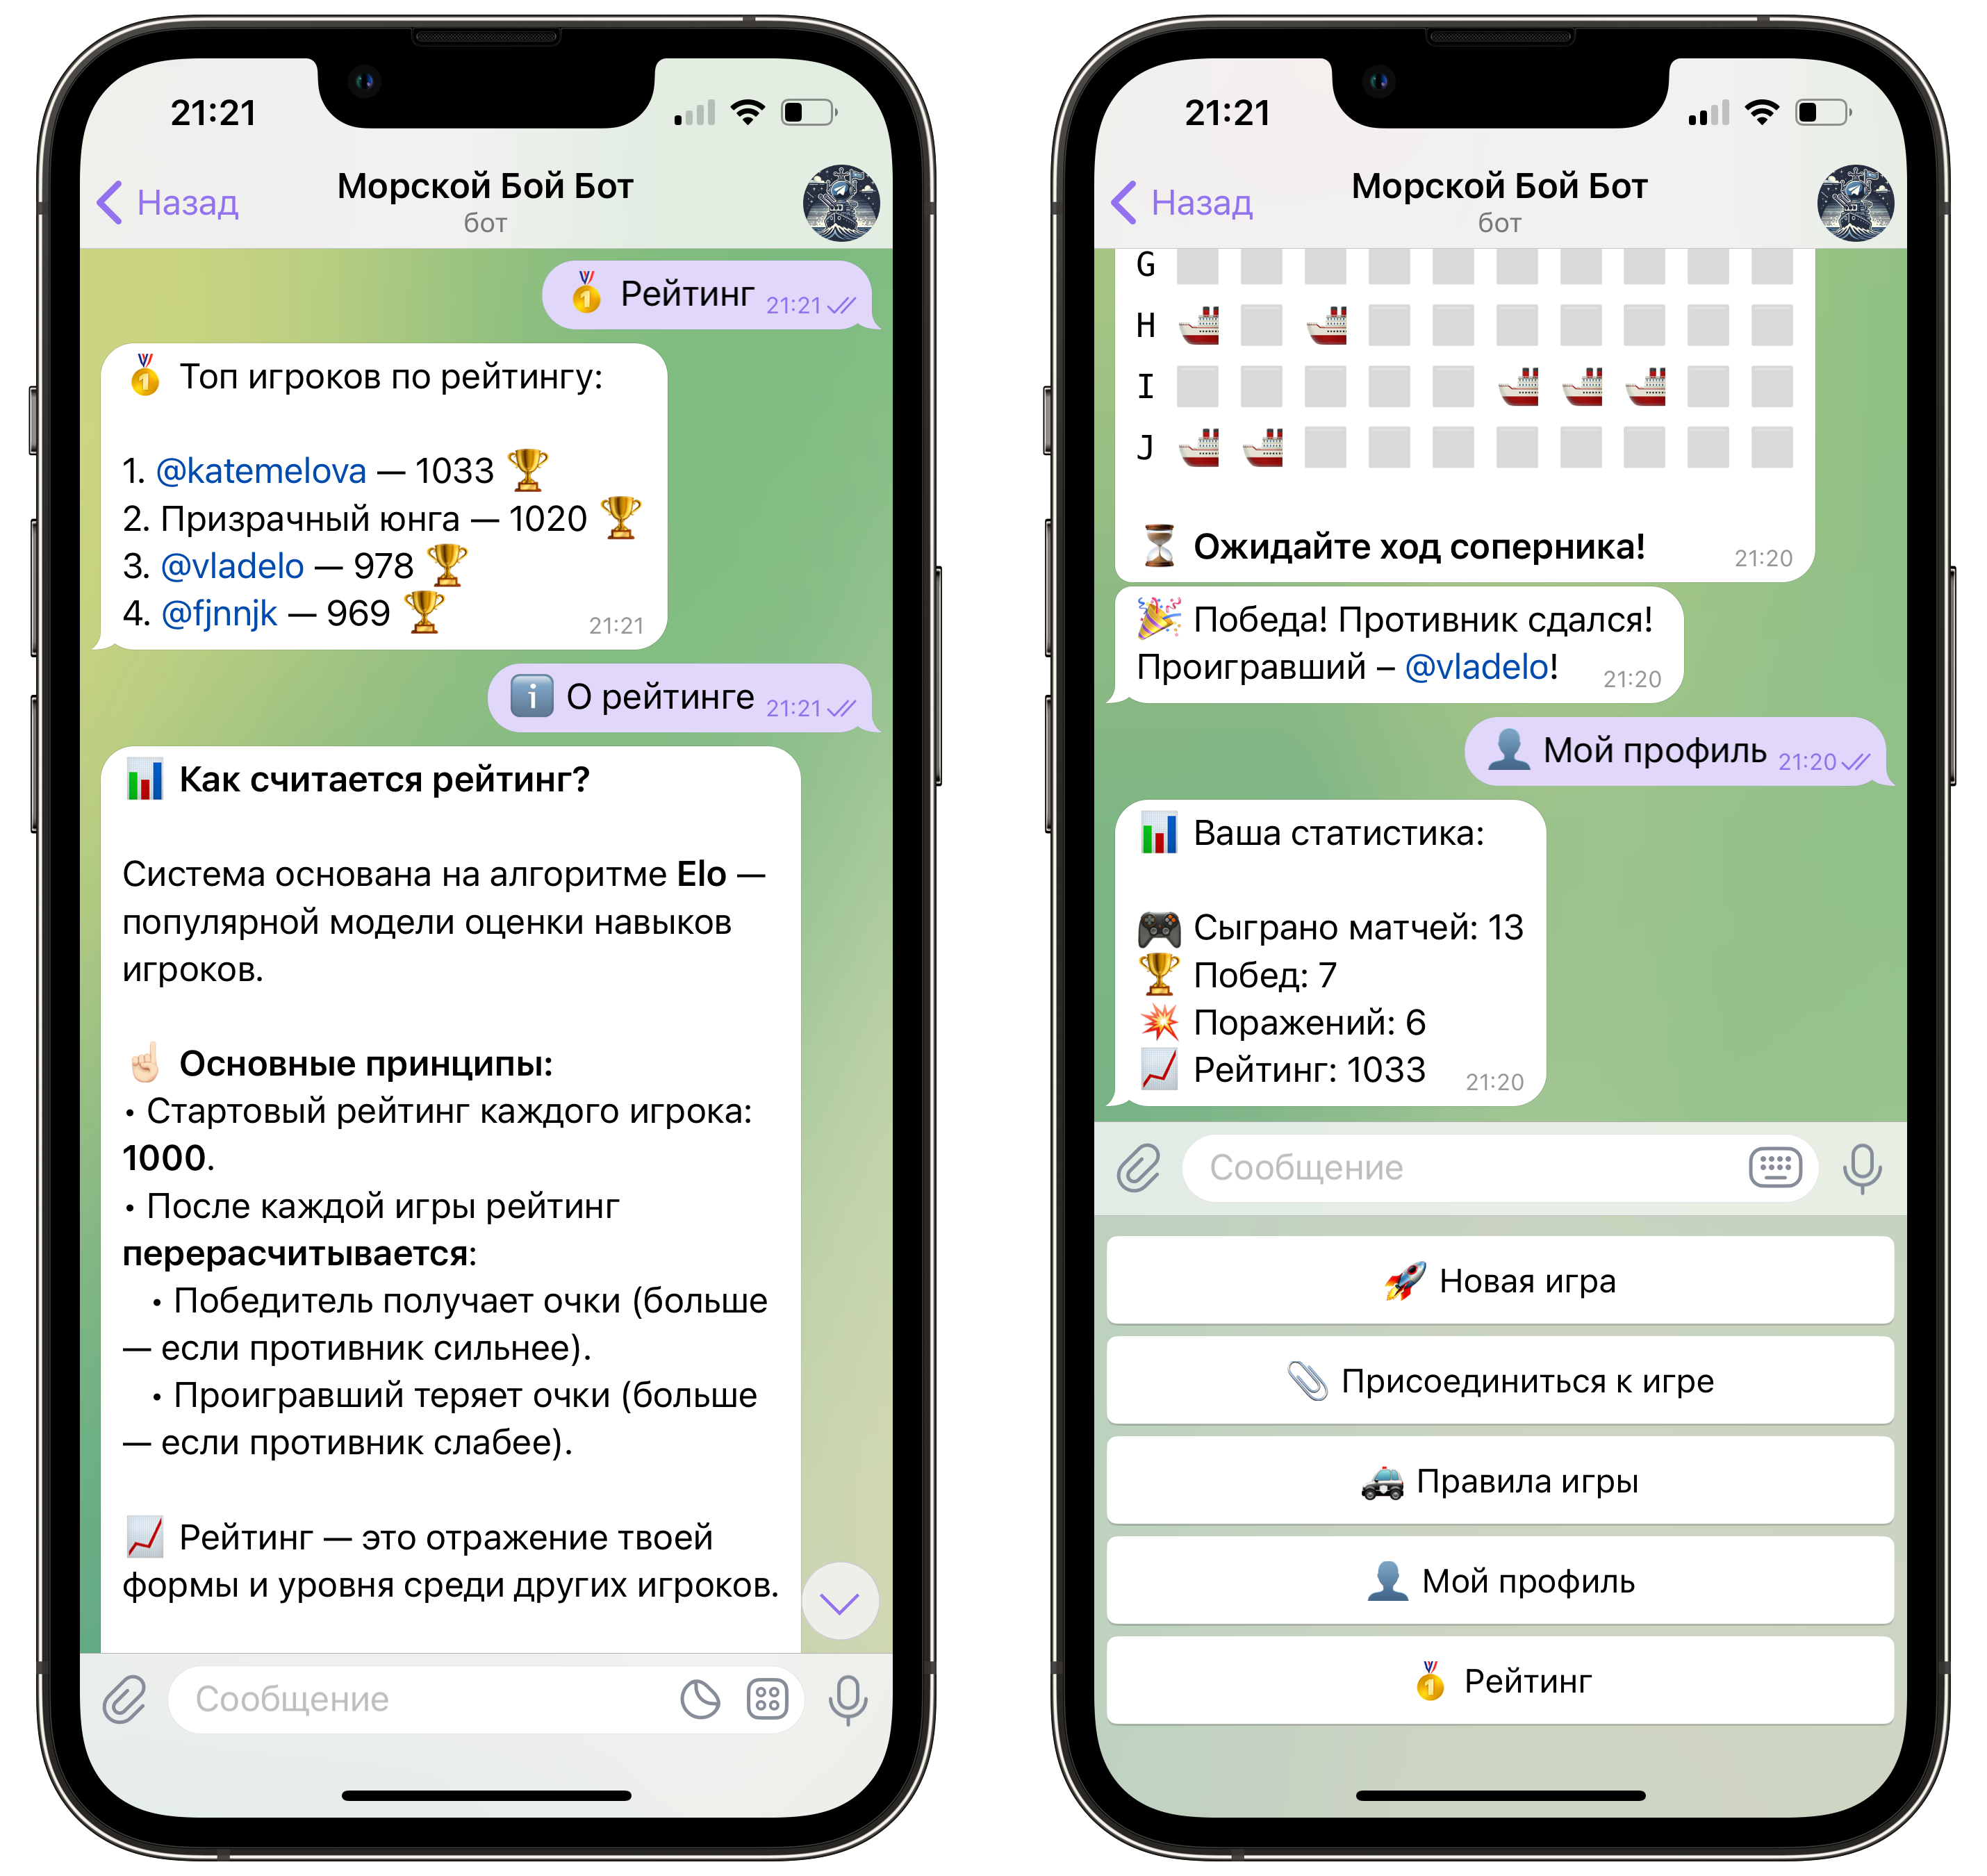 21:21
Назад
Морской Бой Бот
бот
🥇 Рейтинг 21:21
🥇 Топ игроков по рейтингу:
1. @katemelova — 1033 🏆
2. Призрачный юнга — 1020 🏆
3. @vladelo — 978 🏆
4. @fjnnjk — 969 🏆
21:21
ℹ️ О рейтинге 21:21
📊 Как считается рейтинг?
Система основана на алгоритме Elo —
популярной модели оценки навыков
игроков.
☝🏻 Основные принципы:
• Стартовый рейтинг каждого игрока:
1000.
• После каждой игры рейтинг
перерасчитывается:
• Победитель получает очки (больше
— если противник сильнее).
• Проигравший теряет очки (больше
— если противник слабее).
📈 Рейтинг — это отражение твоей
формы и уровня среди других игроков.
Сообщение
21:21
Назад
Морской Бой Бот
бот
G
H
I
J
⏳ Ожидайте ход соперника! 21:20
🎉 Победа! Противник сдался!
Проигравший – @vladelo! 21:20
👤 Мой профиль 21:20
📊 Ваша статистика:
🎮 Сыграно матчей: 13
🏆 Побед: 7
💥 Поражений: 6
📈 Рейтинг: 1033 21:20
Сообщение
🚀 Новая игра
📎 Присоединиться к игре
🚓 Правила игры
👤 Мой профиль
🥇 Рейтинг